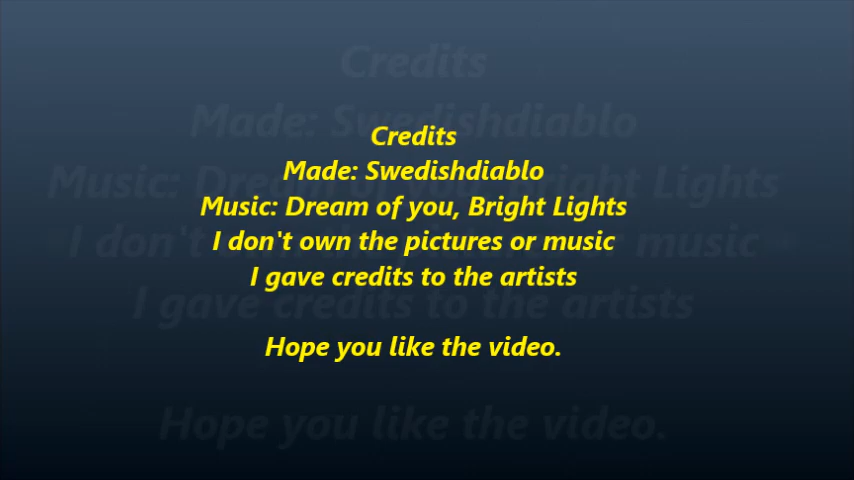 Credits
Made: Swedishdiablo
Music: Dream of you, Bright Lights
I don't own the pictures or music
I gave credits to the artists
Hope you like the video.